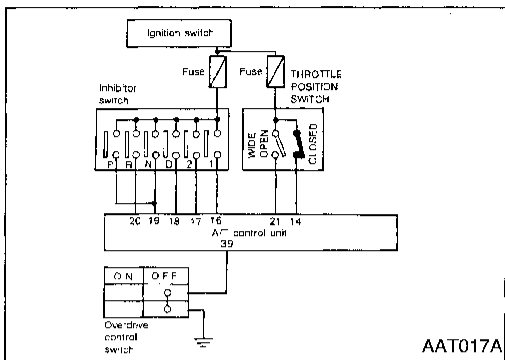 Ignition switch
Fuse
Fuse
THROTTLE
POSITION
SWITCH
Inhibitor
switch
WIDE
OPEN
CLOSED
P R N D 2 1
20 19 18 17 16 21 14
A/T control unit
39
ON OFF
Overdrive
control
switch
AAT017A